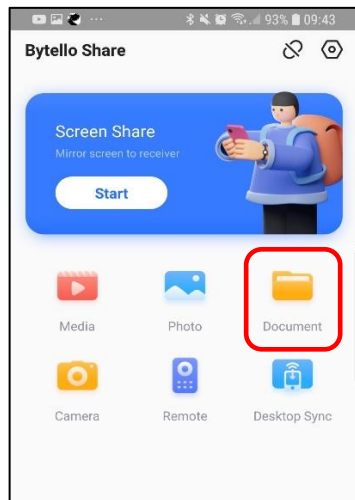 93% 09:43
Bytello Share
Screen Share
Mirror screen to receiver
Start
Media Photo Document
Camera Remote Desktop Sync